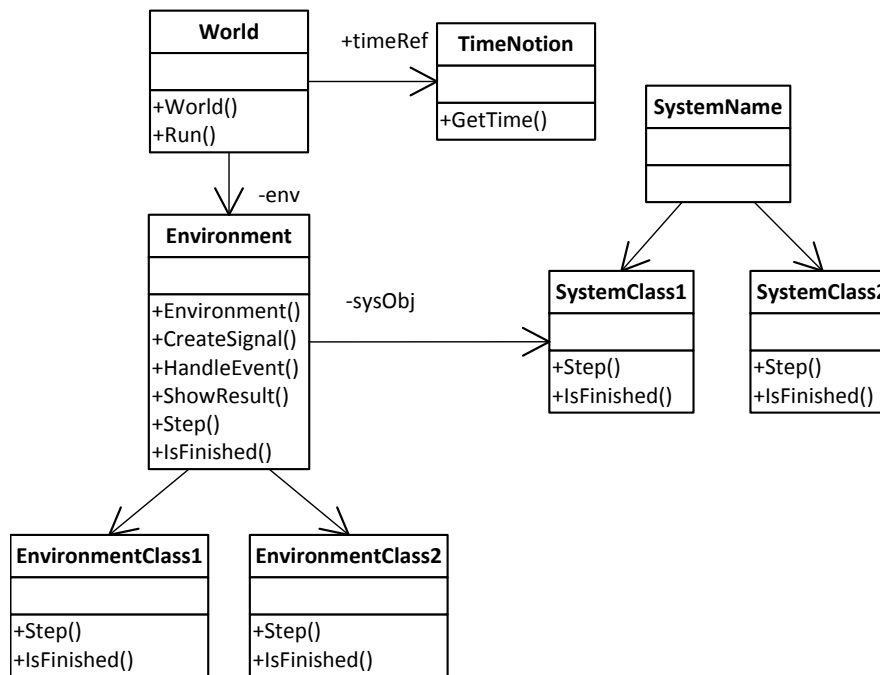 World
+World()
+Run()
+timeRef
TimeNotion
+GetTime()
SystemName
-env
Environment
+Environment()
+CreateSignal()
+HandleEvent()
+ShowResult()
+Step()
+IsFinished()
-sysObj
SystemClass1
+Step()
+IsFinished()
SystemClass2
+Step()
+IsFinished()
EnvironmentClass1
+Step()
+IsFinished()
EnvironmentClass2
+Step()
+IsFinished()